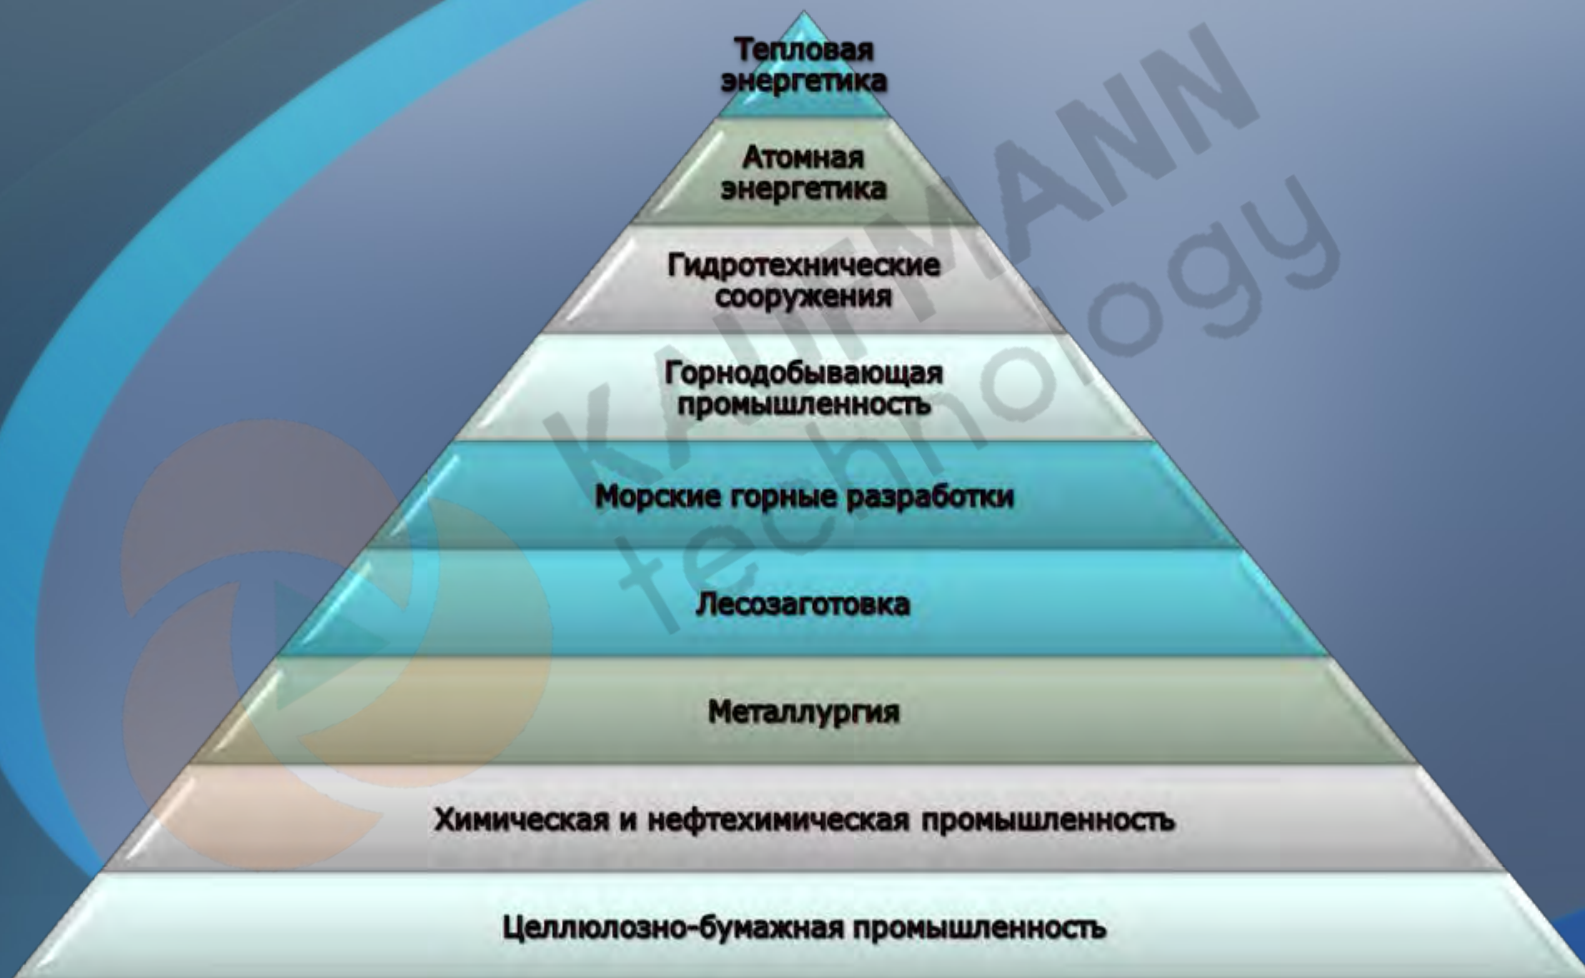 Тепловая
энергетика
Атомная
энергетика
Гидротехнические
сооружения
Горнодобывающая
промышленность
Морские горные разработки
Лесозаготовка
Металлургия
Химическая и нефтехимическая промышленность
Целлюлозно-бумажная промышленность
KAUFMANN
technology